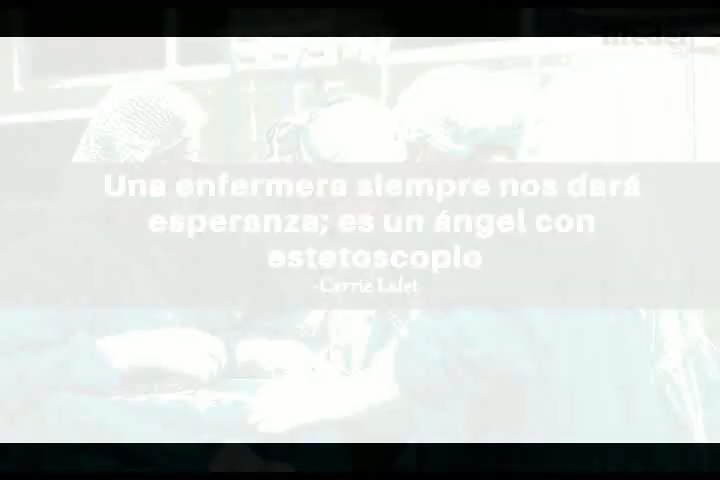 Una enfermera siempre nos dará
esperanza; es un ángel con
estetoscopio
-Carrie Latet